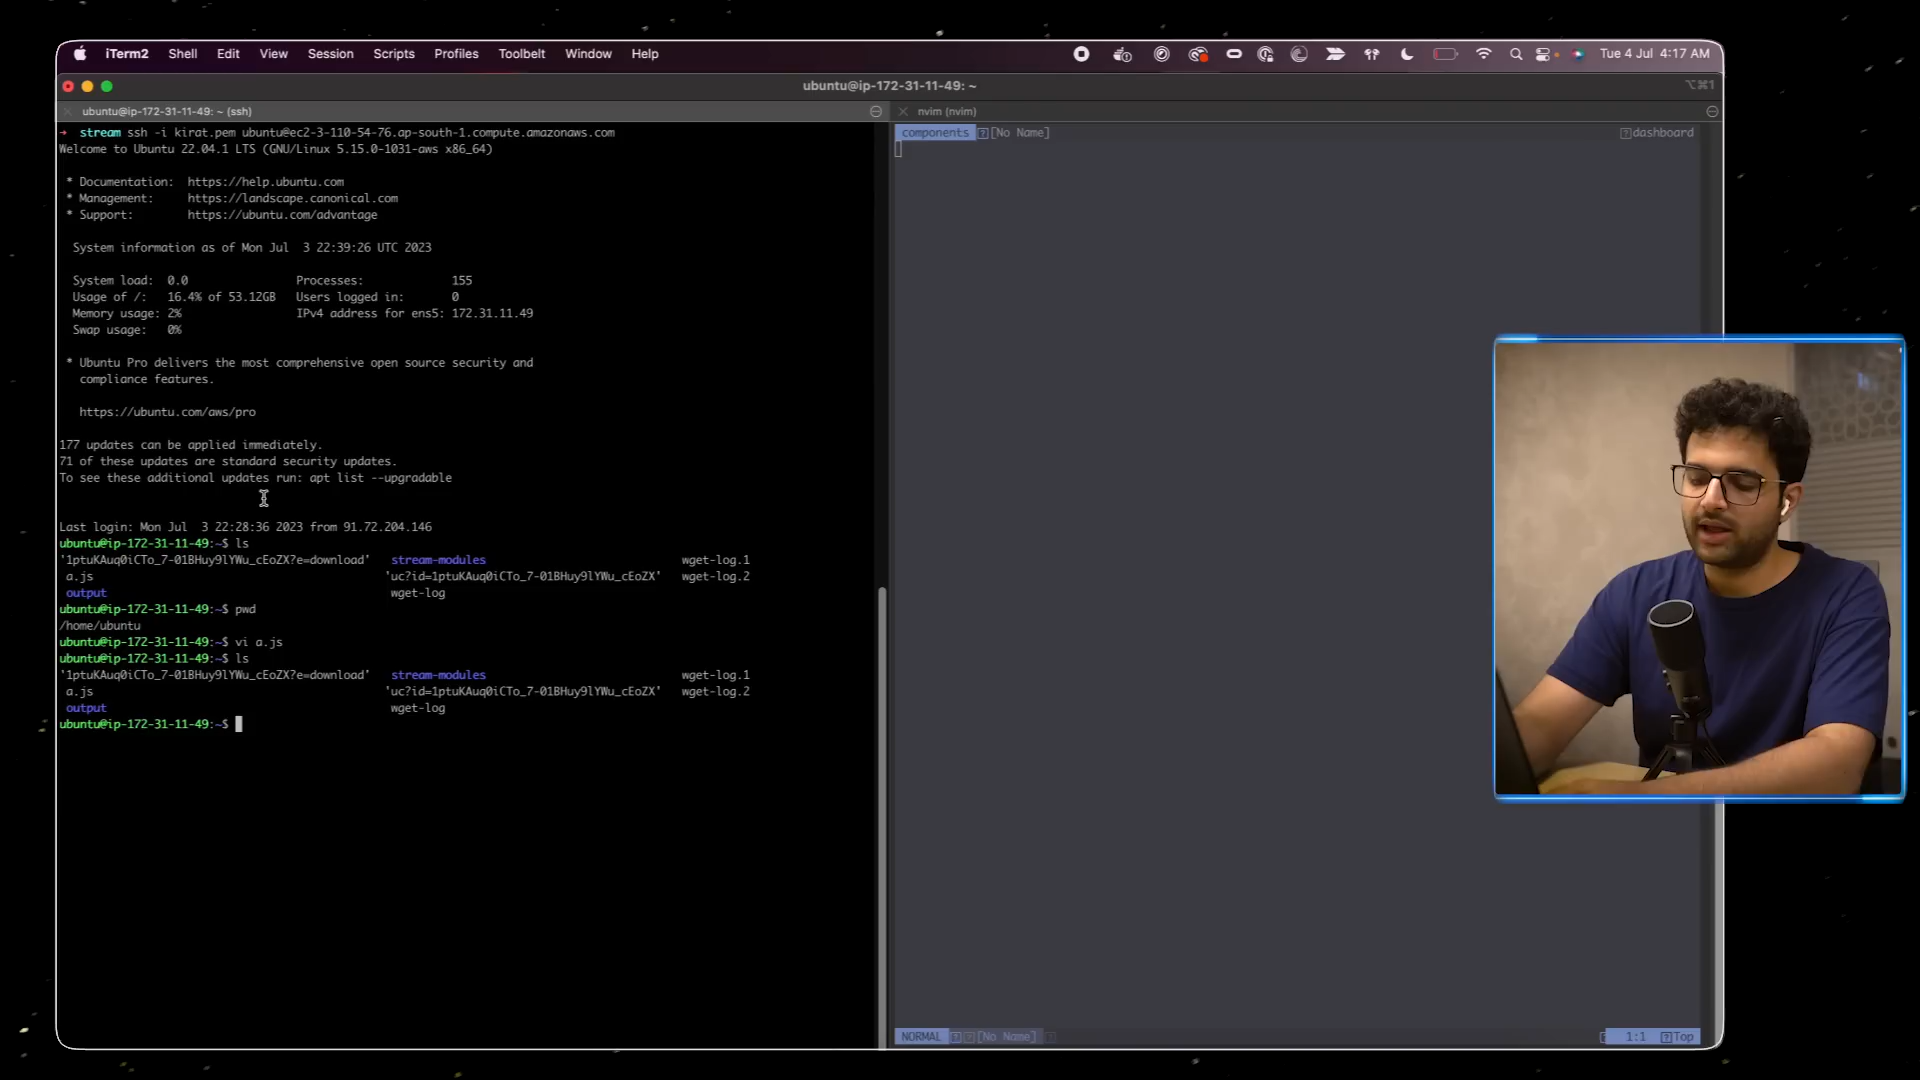 iTerm2 Shell Edit View Session Scripts Profiles Toolbelt Window Help Tue 4 Jul 4:17 AM
ubuntu@ip-172-31-11-49: ~ ⌥⌘1
ubuntu@ip-172-31-11-49: ~ (ssh)
→ stream ssh -i kirat.pem ubuntu@ec2-3-110-54-76.ap-south-1.compute.amazonaws.com
Welcome to Ubuntu 22.04.1 LTS (GNU/Linux 5.15.0-1031-aws x86_64)
* Documentation: https://help.ubuntu.com
* Management: https://landscape.canonical.com
* Support: https://ubuntu.com/advantage
System information as of Mon Jul 3 22:39:26 UTC 2023
System load: 0.0 Processes: 155
Usage of /: 16.4% of 53.12GB Users logged in: 0
Memory usage: 2% IPv4 address for ens5: 172.31.11.49
Swap usage: 0%
* Ubuntu Pro delivers the most comprehensive open source security and
compliance features.
https://ubuntu.com/aws/pro
177 updates can be applied immediately.
71 of these updates are standard security updates.
To see these additional updates run: apt list --upgradable
Last login: Mon Jul 3 22:28:36 2023 from 91.72.204.146
ubuntu@ip-172-31-11-49:~$ ls
'1ptuKAuq0iCTo_7-01BHuy9lYWu_cEoZX?e=download' stream-modules wget-log.1
a.js 'uc?id=1ptuKAuq0iCTo_7-01BHuy9lYWu_cEoZX' wget-log.2
output wget-log
ubuntu@ip-172-31-11-49:~$ pwd
/home/ubuntu
ubuntu@ip-172-31-11-49:~$ vi a.js
ubuntu@ip-172-31-11-49:~$ ls
'1ptuKAuq0iCTo_7-01BHuy9lYWu_cEoZX?e=download' stream-modules wget-log.1
a.js 'uc?id=1ptuKAuq0iCTo_7-01BHuy9lYWu_cEoZX' wget-log.2
output wget-log
ubuntu@ip-172-31-11-49:~$
nvim (nvim)
components ? [No Name] ? dashboard
NORMAL ? ? [No Name] 1:1 ? Top